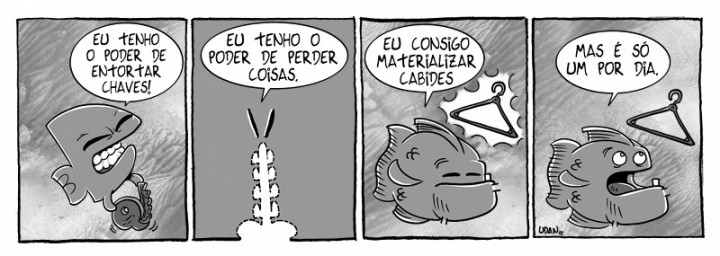 EU TENHO
O PODER DE
ENTORTAR
CHAVES!
EU TENHO O
PODER DE PERDER
COISAS.
EU CONSIGO
MATERIALIZAR
CABIDES
MAS É SÓ
UM POR DIA.
UDAN